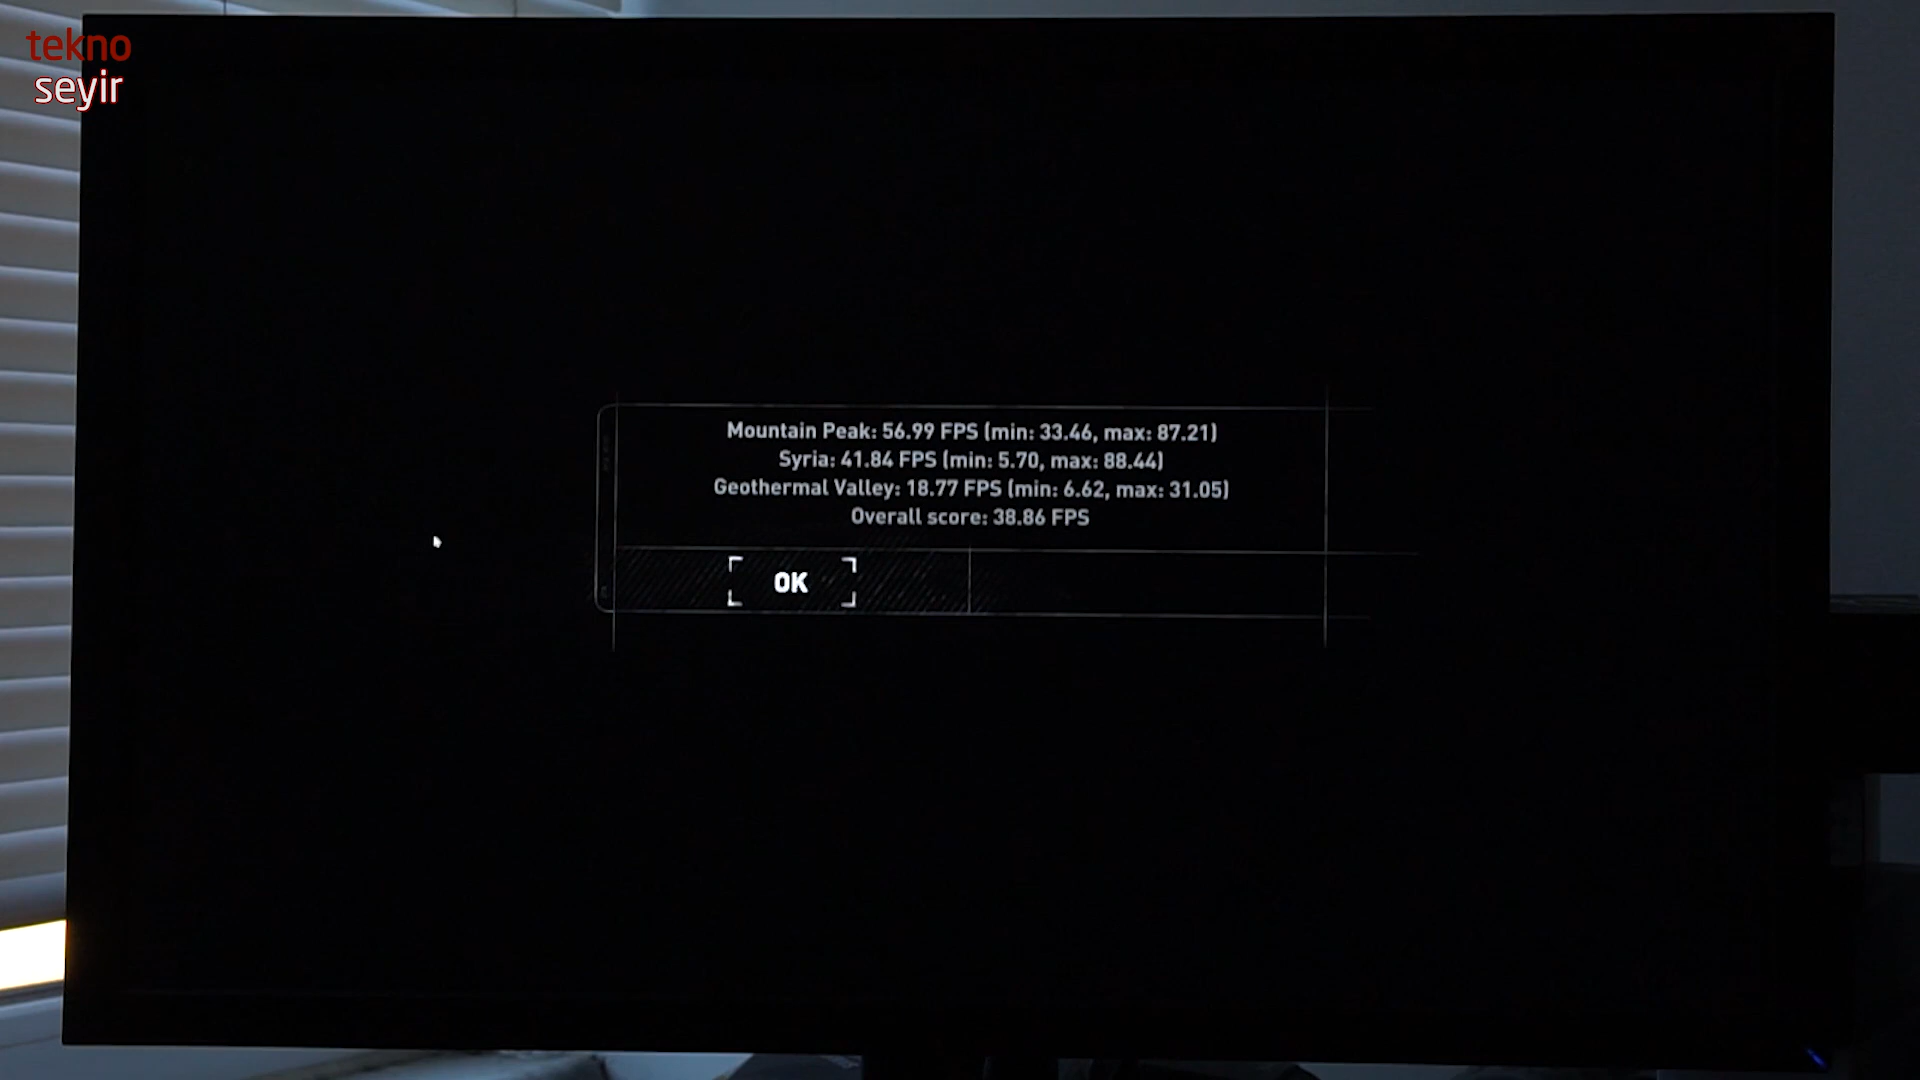 tekno
seyir
Mountain Peak: 56.99 FPS (min: 33.46, max: 87.21)
Syria: 41.84 FPS (min: 5.70, max: 88.44)
Geothermal Valley: 18.77 FPS (min: 6.62, max: 31.05)
Overall score: 38.86 FPS
OK